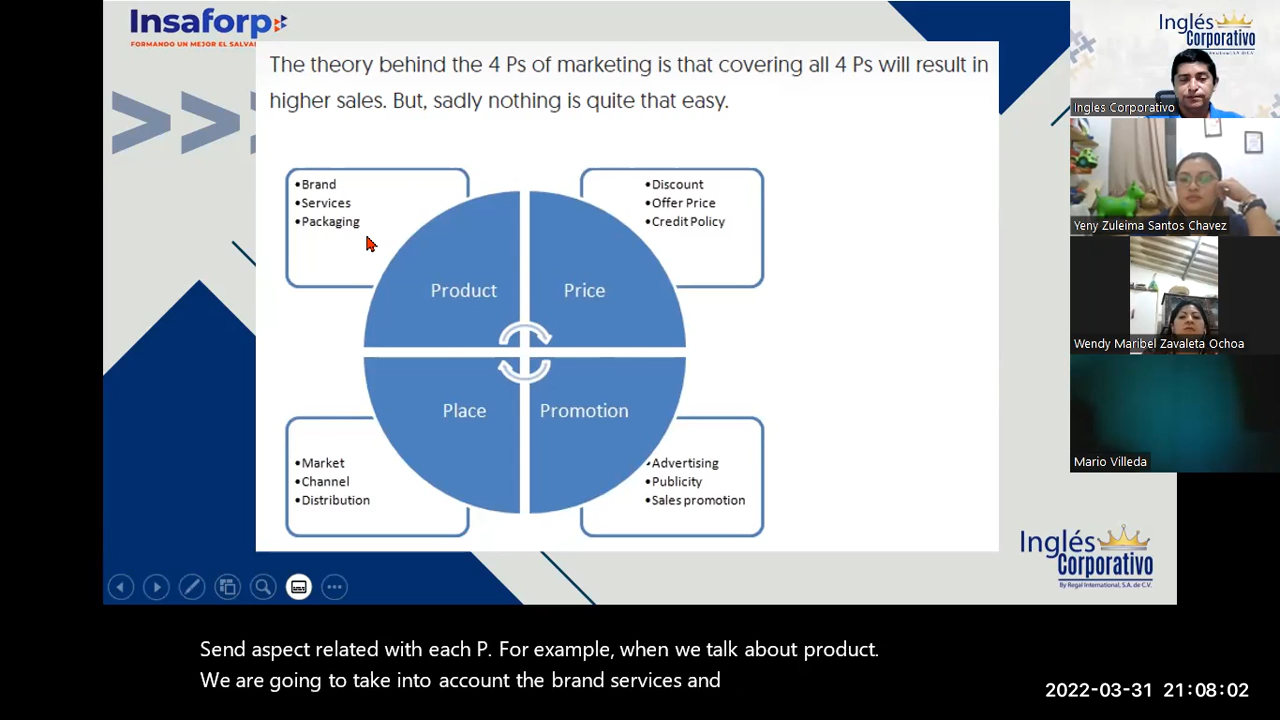 Insaforp
FORMANDO UN MEJOR EL SALVA
The theory behind the 4 Ps of marketing is that covering all 4 Ps will result in
higher sales. But, sadly nothing is quite that easy.
•Brand
•Services
•Packaging
•Discount
•Offer Price
•Credit Policy
Product
Price
Place
Promotion
•Market
•Channel
•Distribution
•Advertising
•Publicity
•Sales promotion
Inglés
Corporativo
By Regal International, S.A. de C.V.
Inglés
Corporativo
Ingles Corporativo
Yeny Zuleima Santos Chavez
Wendy Maribel Zavaleta Ochoa
Mario Villeda
Send aspect related with each P. For example, when we talk about product.
We are going to take into account the brand services and
2022-03-31 21:08:02